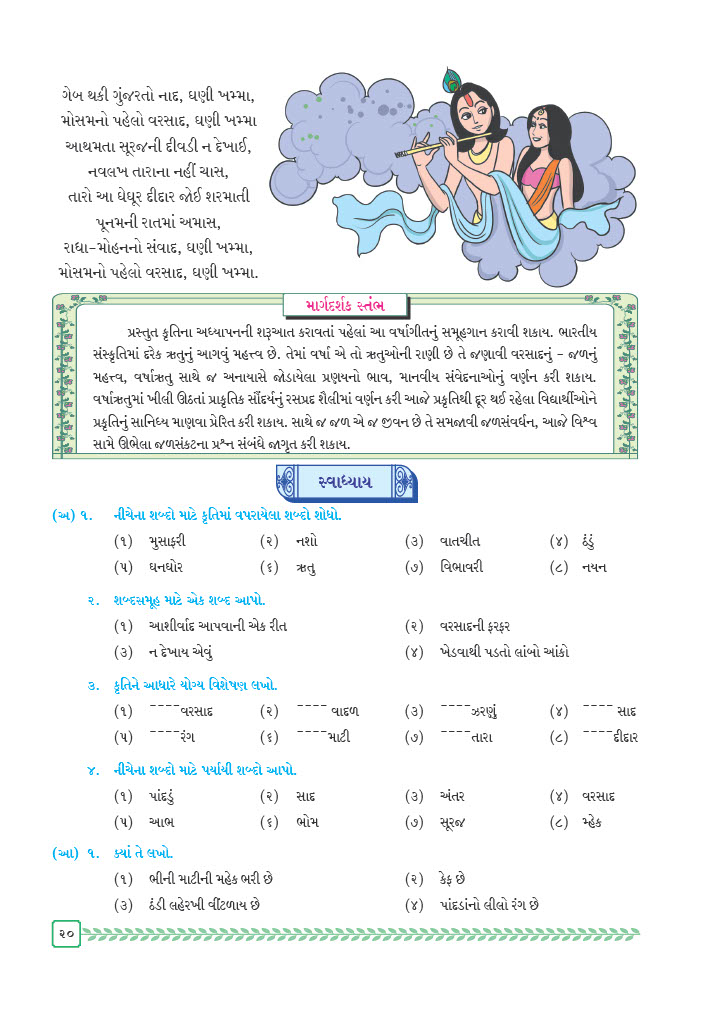 ગેબ થકી ગુંજરતો નાદ, ઘણી ખમ્મા,
મોસમનો પહેલો વરસાદ, ઘણી ખમ્મા
આથમતા સૂરજની દીવડી ન દેખાઈ,
નવલખ તારાના નહીં ચાસ,
તારો આ ઘેઘૂર દીદાર જોઈ શરમાતી
પૂનમની રાતમાં અમાસ,
રાધા-મોહનનો સંવાદ, ઘણી ખમ્મા,
મોસમનો પહેલો વરસાદ, ઘણી ખમ્મા.
માર્ગદર્શક સ્તંભ
પ્રસ્તુત કૃતિના અધ્યાપનની શરૂઆત કરાવતાં પહેલાં આ વર્ષાગીતનું સમૂહગાન કરાવી શકાય. ભારતીય
સંસ્કૃતિમાં દરેક ઋતુનું આગવું મહત્ત્વ છે. તેમાં વર્ષા એ તો ઋતુઓની રાણી છે તે જણાવી વરસાદનું - જળનું
મહત્ત્વ, વર્ષાઋતુ સાથે જ અનાયાસે જોડાયેલા પ્રણયનો ભાવ, માનવીય સંવેદનાઓનું વર્ણન કરી શકાય.
વર્ષાઋતુમાં ખીલી ઊઠતાં પ્રાકૃતિક સૌંદર્યનું રસપ્રદ શૈલીમાં વર્ણન કરી આજે પ્રકૃતિથી દૂર થઈ રહેલા વિદ્યાર્થીઓને
પ્રકૃતિનું સાનિધ્ય માણવા પ્રેરિત કરી શકાય. સાથે જ જળ એ જ જીવન છે તે સમજાવી જળસંવર્ધન, આજે વિશ્વ
સામે ઊભેલા જળસંકટના પ્રશ્ન સંબંધે જાગૃત કરી શકાય.
સ્વાધ્યાય
(અ) ૧. નીચેના શબ્દો માટે કૃતિમાં વપરાયેલા શબ્દો શોધો.
(૧) મુસાફરી (૨) નશો (૩) વાતચીત (૪) ઠંડું
(૫) ઘનઘોર (૬) ઋતુ (૭) વિભાવરી (૮) નયન
૨. શબ્દસમૂહ માટે એક શબ્દ આપો.
(૧) આશીર્વાદ આપવાની એક રીત (૨) વરસાદની ફરફર
(૩) ન દેખાય એવું (૪) ખેડવાથી પડતો લાંબો આંકો
૩. કૃતિને આધારે યોગ્ય વિશેષણ લખો.
(૧) ----વરસાદ (૨) ---- વાદળ (૩) ----ઝરણું (૪) ---- સાદ
(૫) ----રંગ (૬) ----માટી (૭) ----તારા (૮) ----દીદાર
૪. નીચેના શબ્દો માટે પર્યાયી શબ્દો આપો.
(૧) પાંદડું (૨) સાદ (૩) અંતર (૪) વરસાદ
(૫) આભ (૬) ભોમ (૭) સૂરજ (૮) મ્હેક
(આ) ૧. ક્યાં તે લખો.
(૧) ભીની માટીની મહેક ભરી છે (૨) કેફ છે
(૩) ઠંડી લહેરખી વીંટળાય છે (૪) પાંદડાંનો લીલો રંગ છે
૨૦